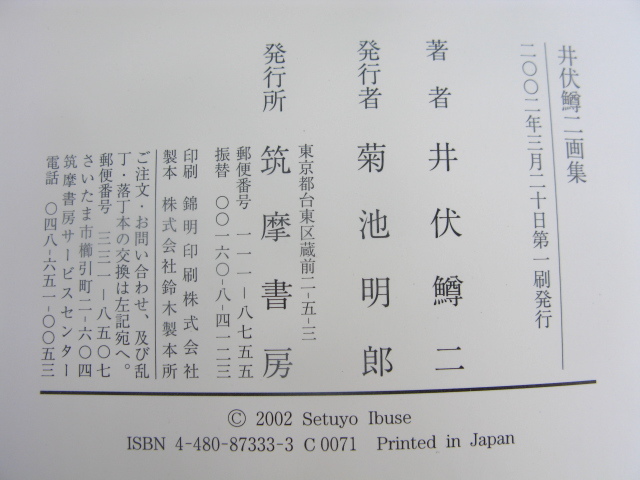 井伏鱒二画集
二〇〇二年三月二十日第一刷発行
著者 井伏鱒二
発行者 菊池明郎
発行所 筑摩書房
東京都台東区蔵前二-五-三
郵便番号 一一一-八七五五
振替 〇〇一六〇-八-四一二三
印刷 錦明印刷株式会社
製本 株式会社鈴木製本所
ご注文・お問い合わせ、及び乱
丁・落丁本の交換は左記宛へ。
郵便番号 三三一-八五〇七
さいたま市櫛引町二-六〇四
筑摩書房サービスセンター
電話 〇四八-六五一-〇〇五三
© 2002 Setuyo Ibuse
ISBN 4-480-87333-3 C0071 Printed in Japan